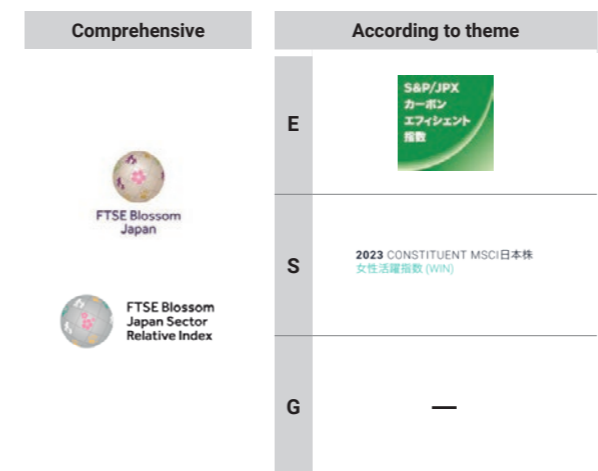 Comprehensive
According to theme
FTSE Blossom
Japan
FTSE Blossom
Japan Sector
Relative Index
E
S&P/JPX
カーボン
エフィシェント
指数
S
2023 CONSTITUENT MSCI日本株
女性活躍指数 (WIN)
G
—